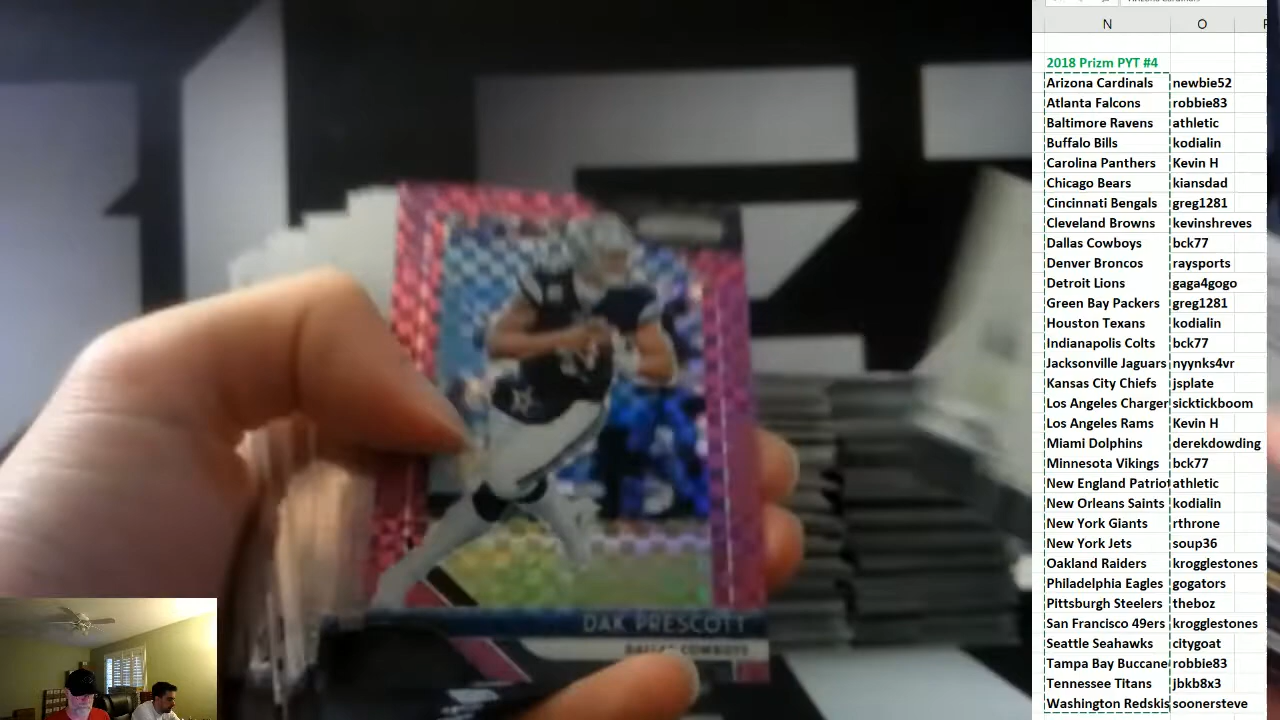 DAK PRESCOTT
DALLAS COWBOYS
N O
2018 Prizm PYT #4
Arizona Cardinals newbie52
Atlanta Falcons robbie83
Baltimore Ravens athletic
Buffalo Bills kodialin
Carolina Panthers Kevin H
Chicago Bears kiansdad
Cincinnati Bengals greg1281
Cleveland Browns kevinshreves
Dallas Cowboys bck77
Denver Broncos raysports
Detroit Lions gaga4gogo
Green Bay Packers greg1281
Houston Texans kodialin
Indianapolis Colts bck77
Jacksonville Jaguars nyynks4vr
Kansas City Chiefs jsplate
Los Angeles Charger sicktickboom
Los Angeles Rams Kevin H
Miami Dolphins derekdowding
Minnesota Vikings bck77
New England Patriot athletic
New Orleans Saints kodialin
New York Giants rthrone
New York Jets soup36
Oakland Raiders krogglestones
Philadelphia Eagles gogators
Pittsburgh Steelers theboz
San Francisco 49ers krogglestones
Seattle Seahawks citygoat
Tampa Bay Buccane robbie83
Tennessee Titans jbkb8x3
Washington Redskis soonersteve